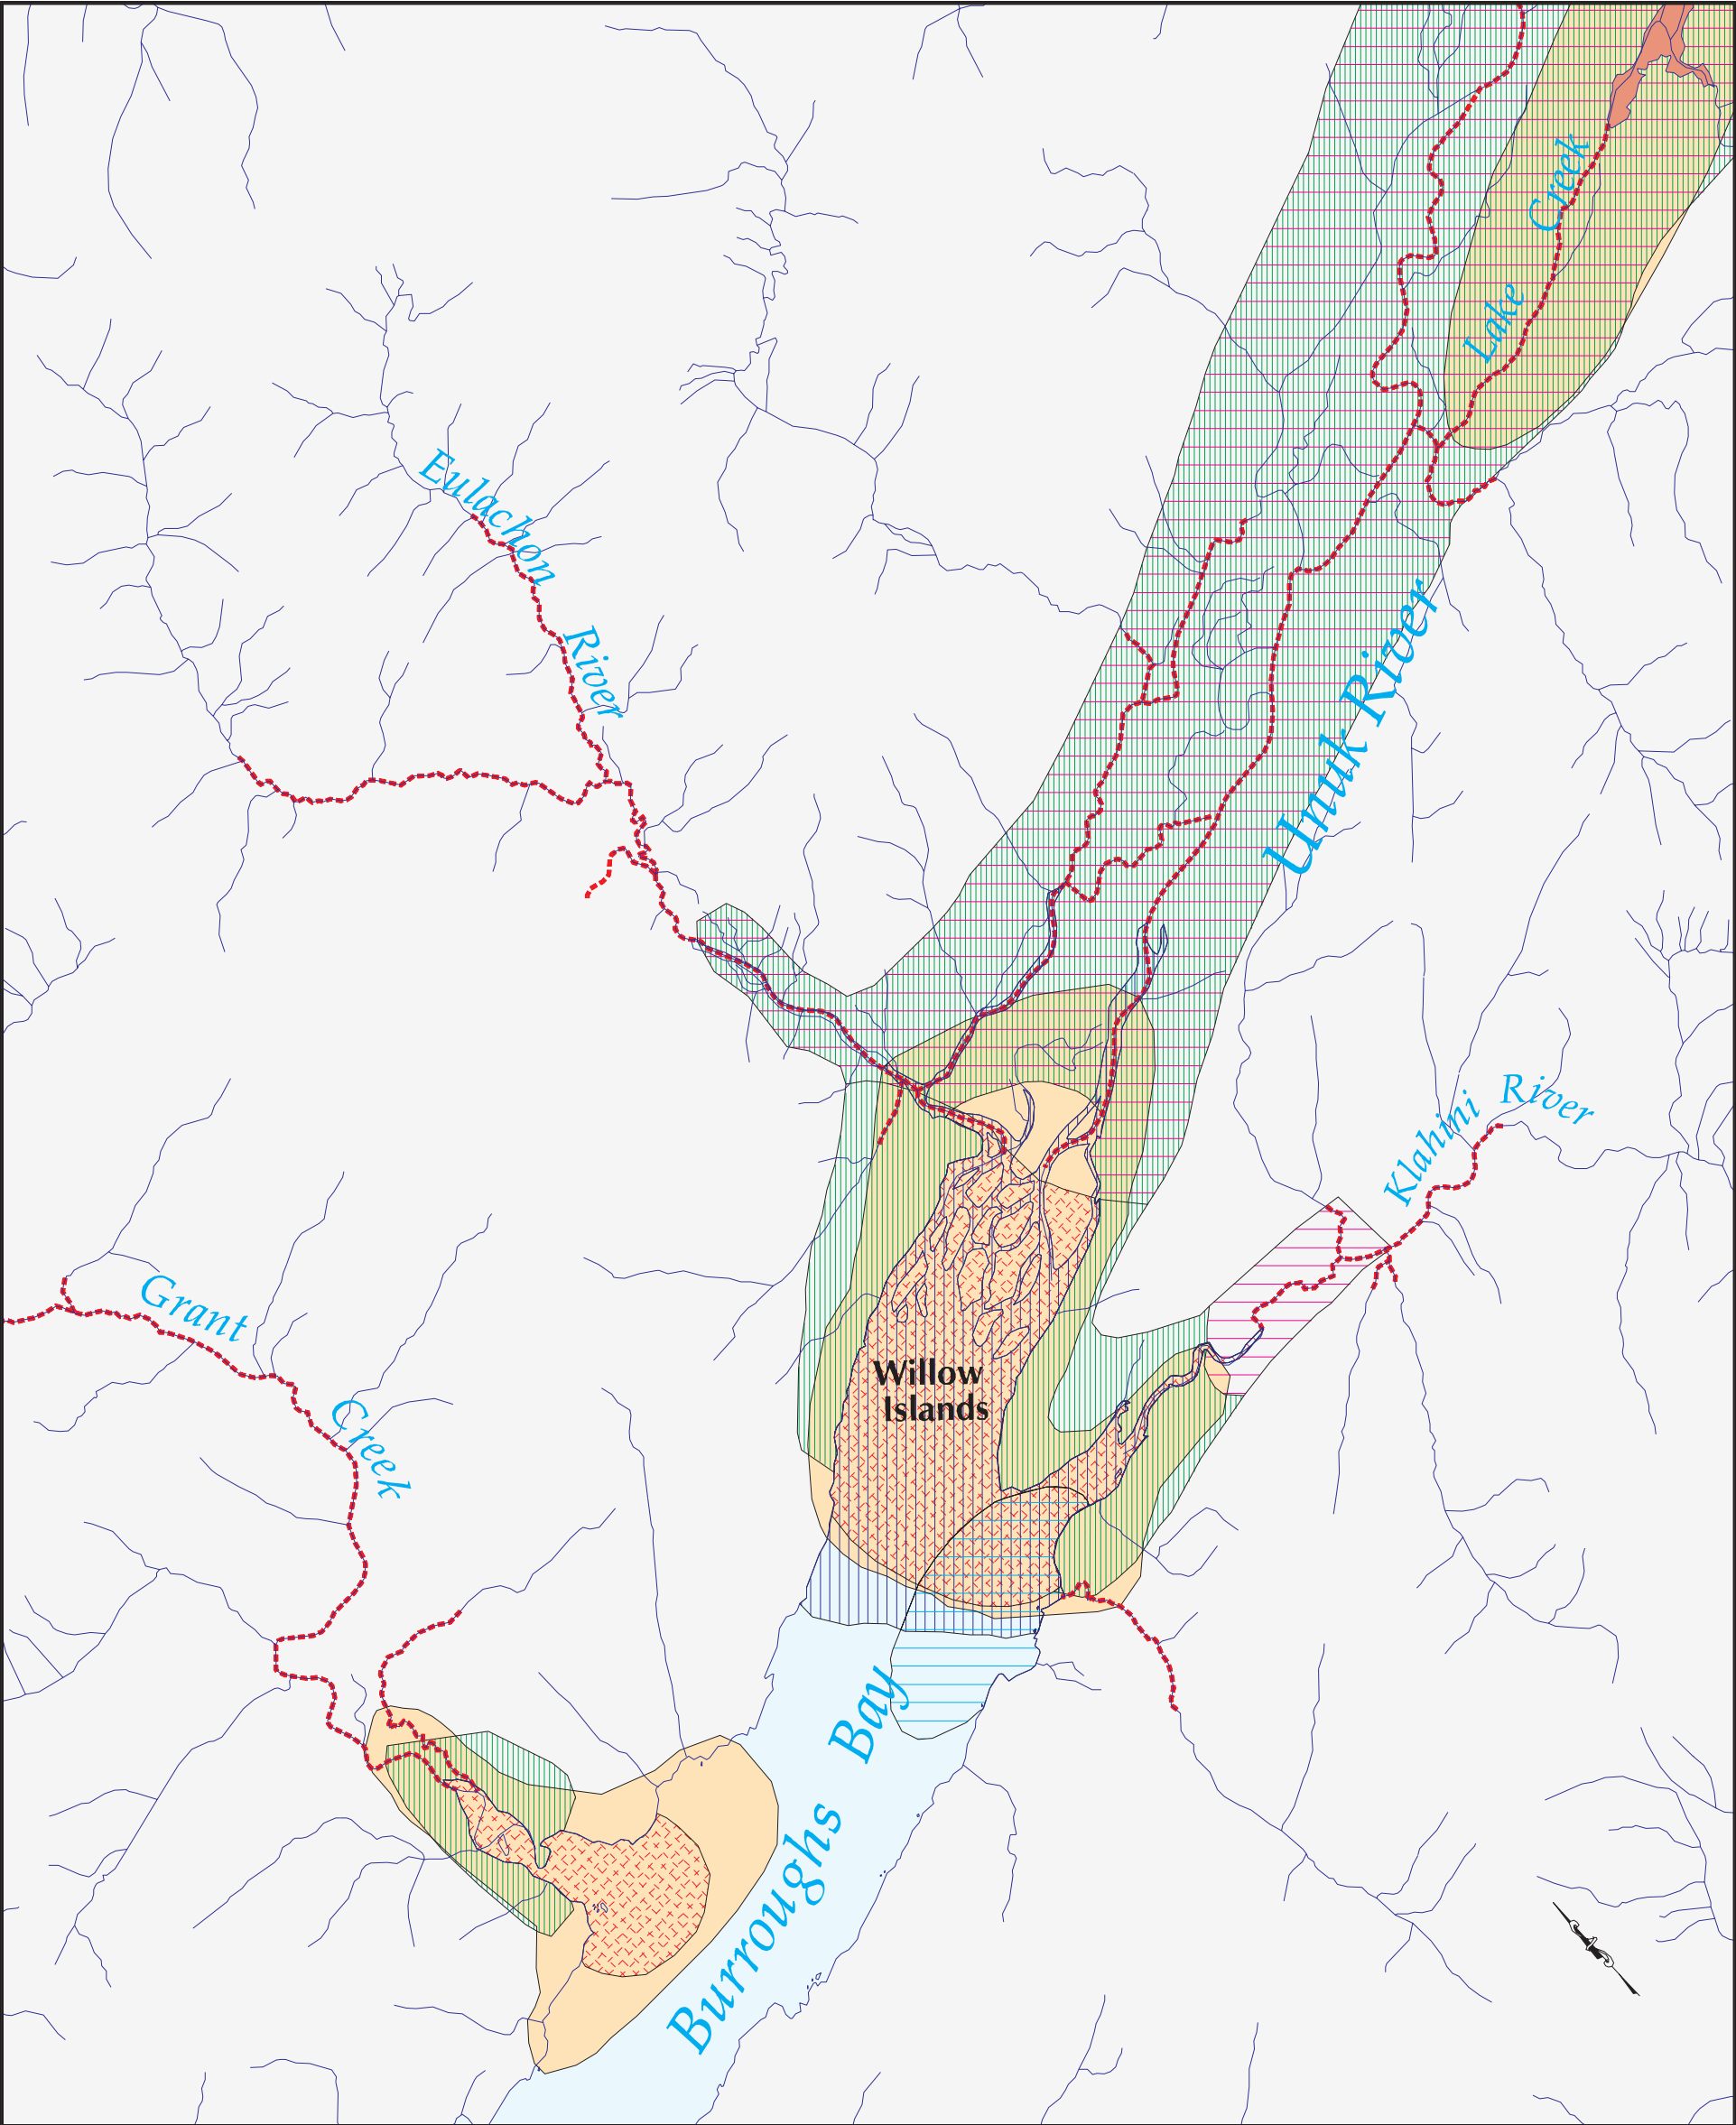 Lake Creek
Eulachon River
Unuk River
Klahini River
Grant Creek
Willow
Islands
Burroughs Bay